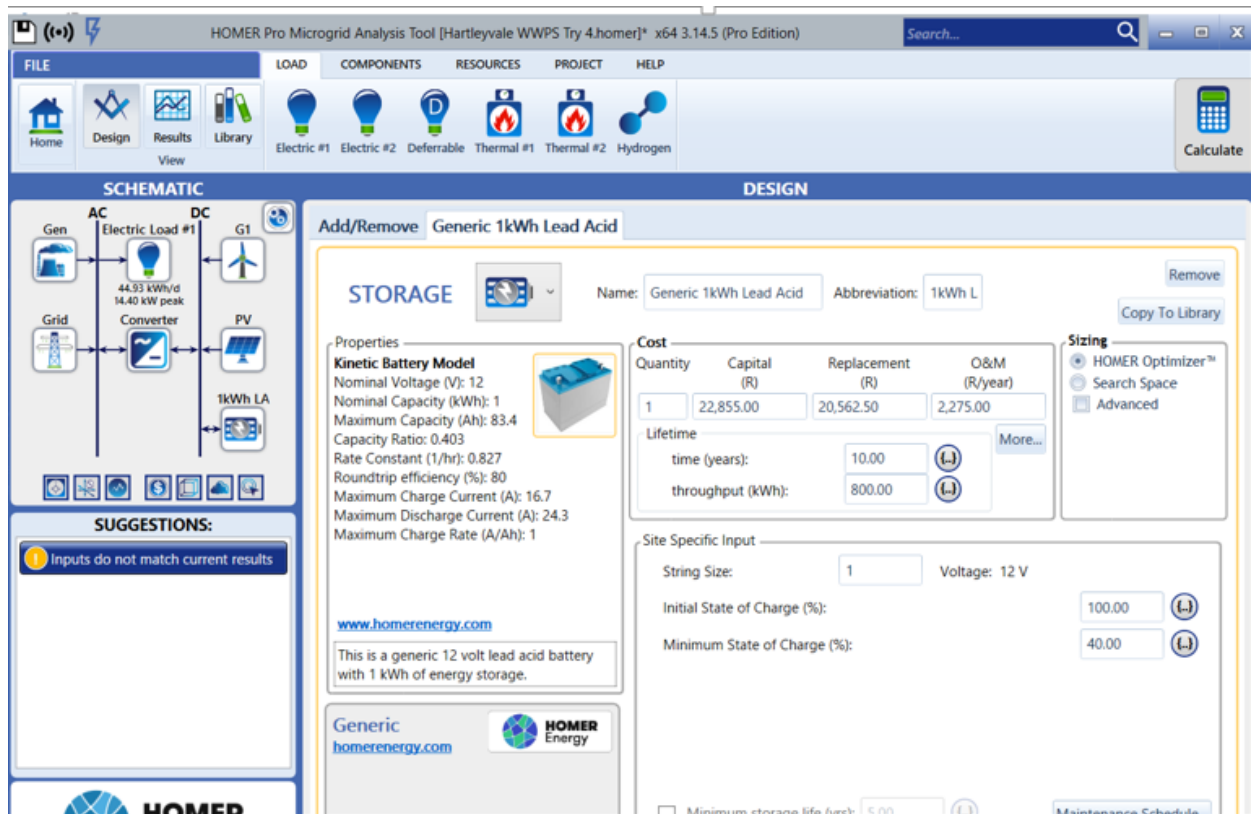 HOMER Pro Microgrid Analysis Tool [Hartleyvale WWPS Try 4.homer]* x64 3.14.5 (Pro Edition)
Search...
FILE
LOAD COMPONENTS RESOURCES PROJECT HELP
Home
Design
Results
Library
View
Electric #1 Electric #2 Deferrable Thermal #1 Thermal #2 Hydrogen
D
Calculate
SCHEMATIC
AC DC
Gen Electric Load #1 G1
44.93 kWh/d
14.40 kW peak
Grid Converter PV
1kWh LA
SUGGESTIONS:
Inputs do not match current results
HOMER
DESIGN
Add/Remove Generic 1kWh Lead Acid
STORAGE
Name: Generic 1kWh Lead Acid Abbreviation: 1kWh L
Remove
Copy To Library
Properties
Kinetic Battery Model
Nominal Voltage (V): 12
Nominal Capacity (kWh): 1
Maximum Capacity (Ah): 83.4
Capacity Ratio: 0.403
Rate Constant (1/hr): 0.827
Roundtrip efficiency (%): 80
Maximum Charge Current (A): 16.7
Maximum Discharge Current (A): 24.3
Maximum Charge Rate (A/Ah): 1
www.homerenergy.com
This is a generic 12 volt lead acid battery
with 1 kWh of energy storage.
Generic
homerenergy.com
HOMER
Energy
Cost
Quantity Capital Replacement O&M
(R) (R) (R/year)
1 22,855.00 20,562.50 2,275.00
Lifetime
More...
time (years): 10.00 {..}
throughput (kWh): 800.00 {..}
Sizing
HOMER Optimizer™
Search Space
Advanced
Site Specific Input
String Size: 1 Voltage: 12 V
Initial State of Charge (%): 100.00 {..}
Minimum State of Charge (%): 40.00 {..}
Minimum storage life (yrs): 5.00 {..}
Maintenance Schedule...